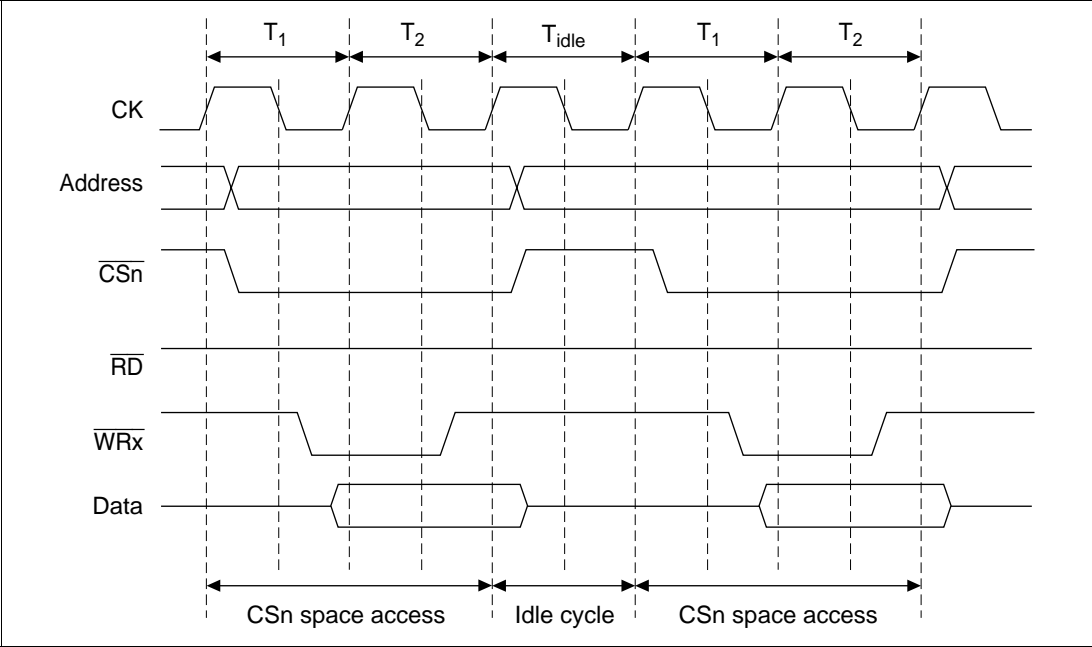 T1 T2 Tidle T1 T2
CK
Address
CSn
RD
WRx
Data
CSn space access Idle cycle CSn space access